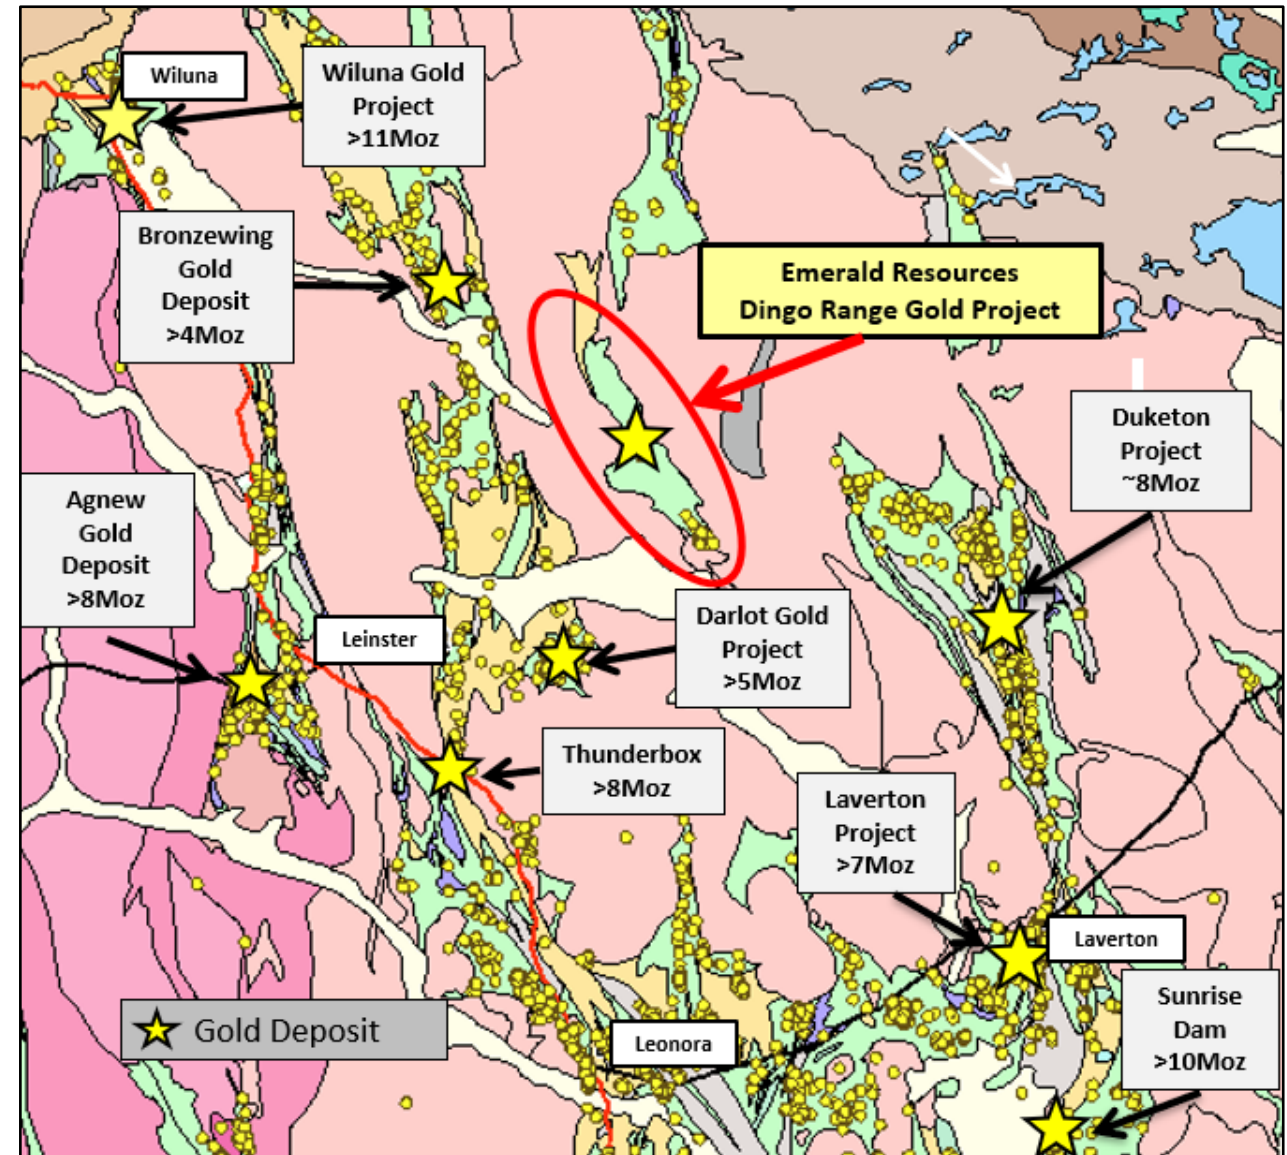 Wiluna
Wiluna Gold
Project
>11Moz
Bronzewing
Gold
Deposit
>4Moz
Emerald Resources
Dingo Range Gold Project
Duketon
Project
~8Moz
Agnew
Gold
Deposit
>8Moz
Leinster
Darlot Gold
Project
>5Moz
Thunderbox
>8Moz
Laverton
Project
>7Moz
Laverton
Sunrise
Dam
>10Moz
Gold Deposit
Leonora